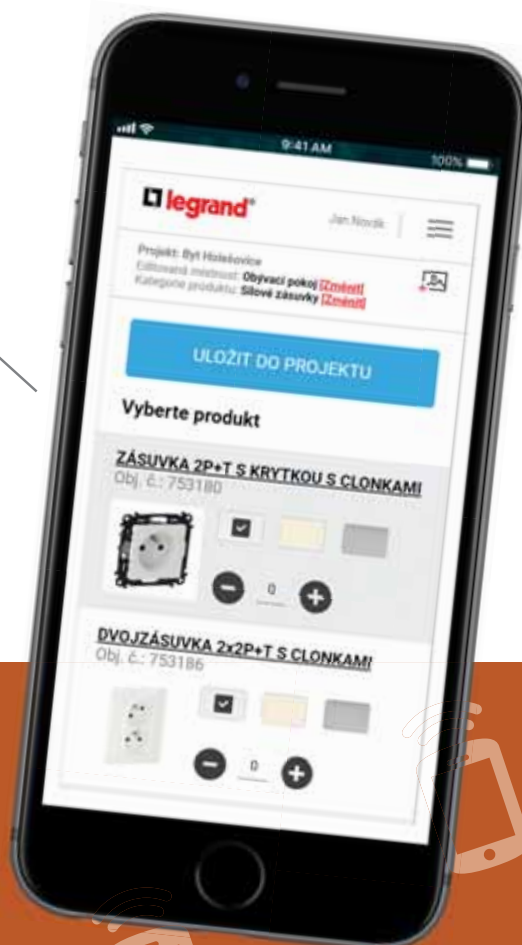 9:41 AM
100%
legrand®
Jan Novák
Projekt: Byt Holešovice
Editovaná místnost: Obývací pokoj [Změnit]
Kategorie produktu: Silové zásuvky [Změnit]
ULOŽIT DO PROJEKTU
Vyberte produkt
ZÁSUVKA 2P+T S KRYTKOU S CLONKAMI
Obj. č.: 753180
0
DVOJZÁSUVKA 2x2P+T S CLONKAMI
Obj. č.: 753186
0